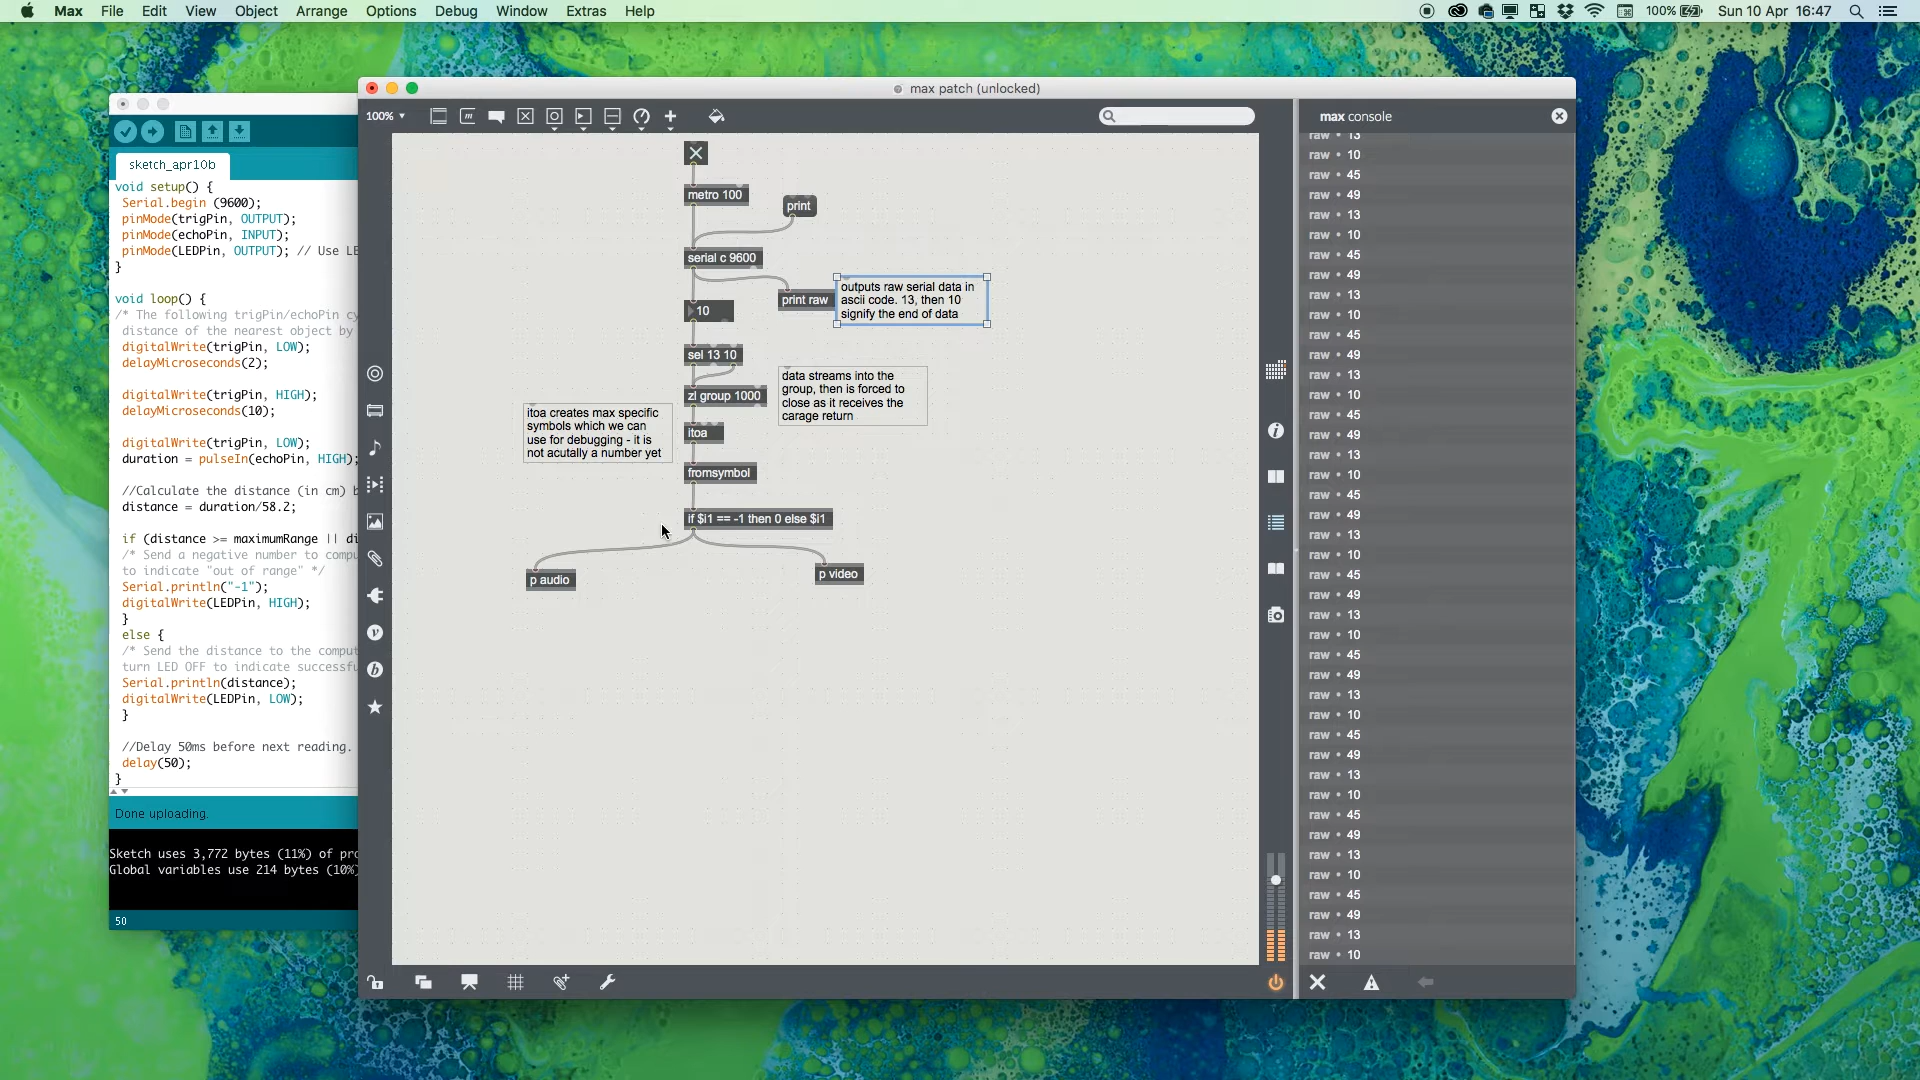 Max File Edit View Object Arrange Options Debug Window Extras Help
100% Sun 10 Apr 16:47
sketch_apr10b
void setup() {
Serial.begin (9600);
pinMode(trigPin, OUTPUT);
pinMode(echoPin, INPUT);
pinMode(LEDPin, OUTPUT); // Use LE
}
void loop() {
/* The following trigPin/echoPin cy
distance of the nearest object by
digitalWrite(trigPin, LOW);
delayMicroseconds(2);
digitalWrite(trigPin, HIGH);
delayMicroseconds(10);
digitalWrite(trigPin, LOW);
duration = pulseIn(echoPin, HIGH);
//Calculate the distance (in cm) b
distance = duration/58.2;
if (distance >= maximumRange || di
/* Send a negative number to compu
to indicate "out of range" */
Serial.println("-1");
digitalWrite(LEDPin, HIGH);
}
else {
/* Send the distance to the comput
turn LED OFF to indicate successfu
Serial.println(distance);
digitalWrite(LEDPin, LOW);
}
//Delay 50ms before next reading.
delay(50);
}
Done uploading.
Sketch uses 3,772 bytes (11%) of pro
Global variables use 214 bytes (10%)
50
max patch (unlocked)
100%
metro 100
print
serial c 9600
print raw
outputs raw serial data in
ascii code. 13, then 10
signify the end of data
10
sel 13 10
zl group 1000
data streams into the
group, then is forced to
close as it receives the
carage return
itoa creates max specific
symbols which we can
use for debugging - it is
not acutally a number yet
itoa
fromsymbol
if $i1 == -1 then 0 else $i1
p audio
p video
max console
raw • 13
raw • 10
raw • 45
raw • 49
raw • 13
raw • 10
raw • 45
raw • 49
raw • 13
raw • 10
raw • 45
raw • 49
raw • 13
raw • 10
raw • 45
raw • 49
raw • 13
raw • 10
raw • 45
raw • 49
raw • 13
raw • 10
raw • 45
raw • 49
raw • 13
raw • 10
raw • 45
raw • 49
raw • 13
raw • 10
raw • 45
raw • 49
raw • 13
raw • 10
raw • 45
raw • 49
raw • 13
raw • 10
raw • 45
raw • 49
raw • 13
raw • 10